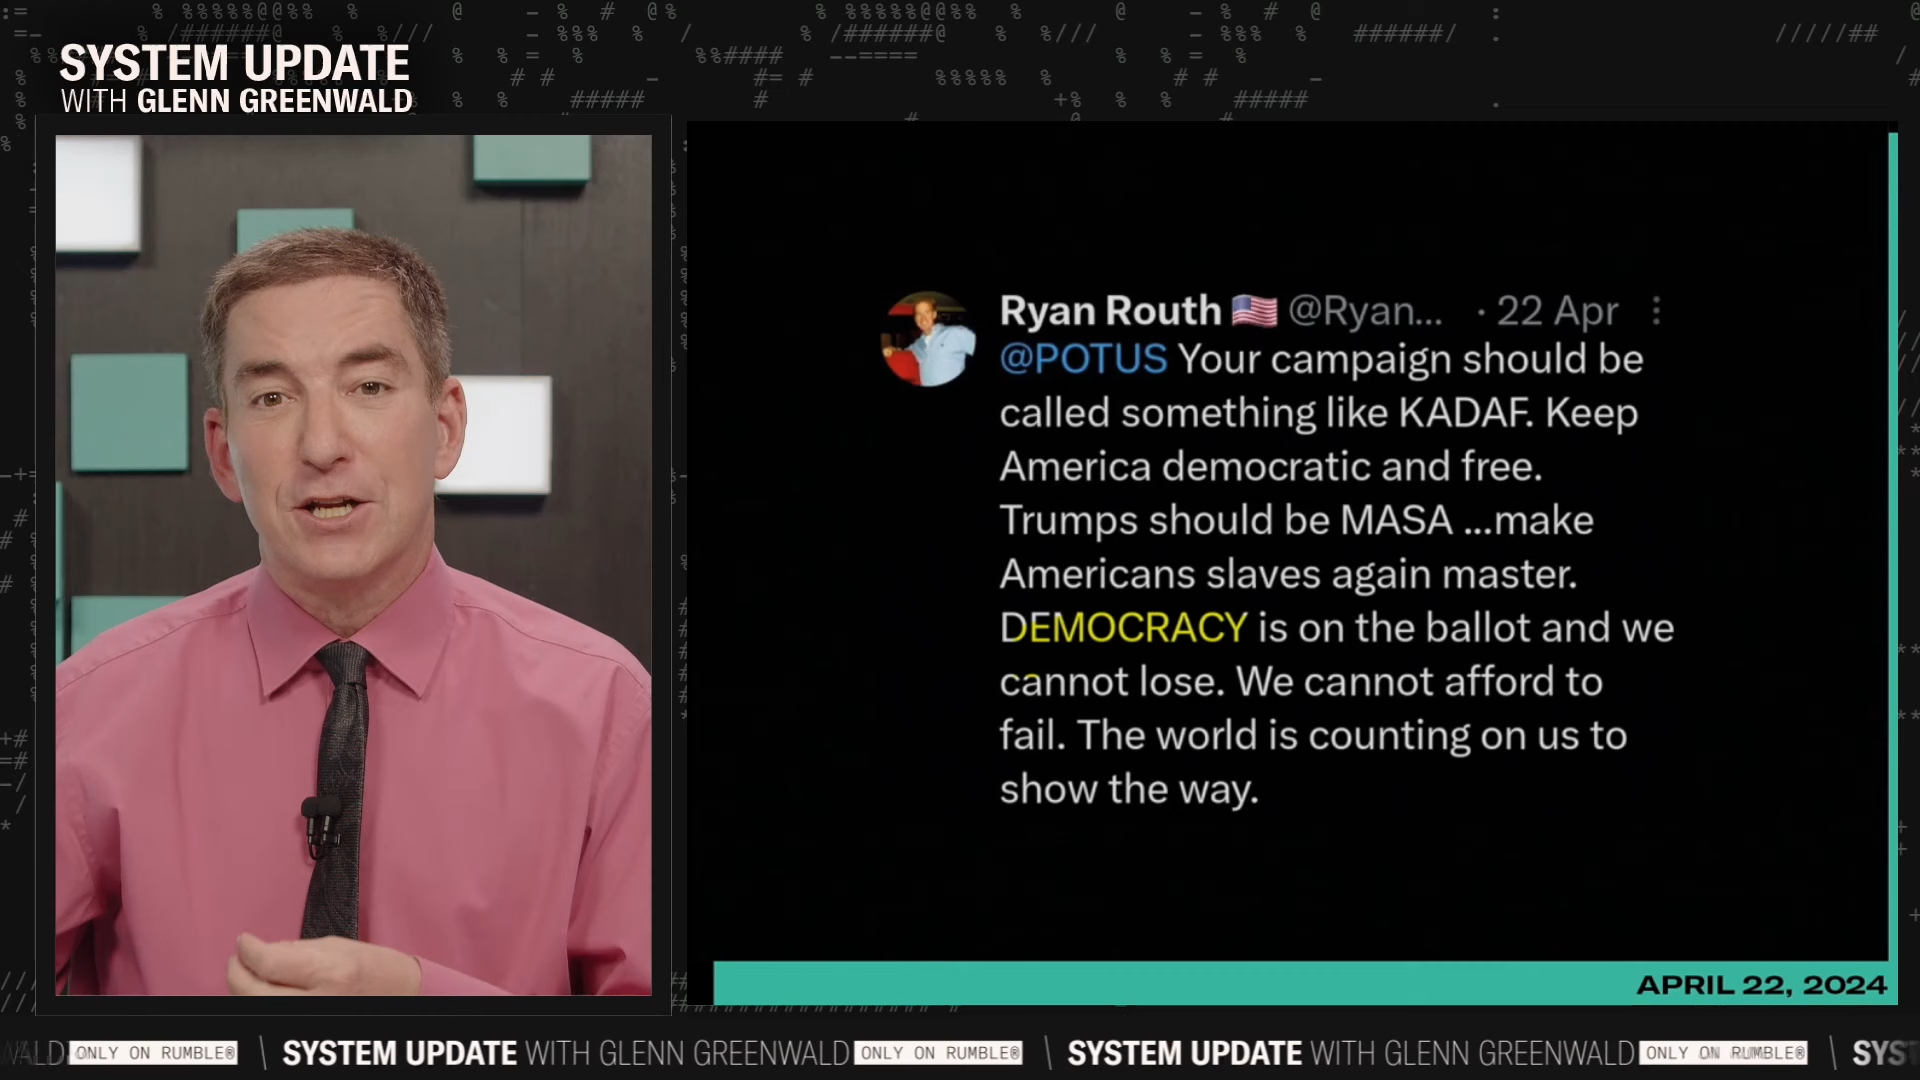 SYSTEM UPDATE
WITH GLENN GREENWALD
Ryan Routh 🇺🇸 @Ryan... · 22 Apr
@POTUS Your campaign should be
called something like KADAF. Keep
America democratic and free.
Trumps should be MASA ...make
Americans slaves again master.
DEMOCRACY is on the ballot and we
cannot lose. We cannot afford to
fail. The world is counting on us to
show the way.
APRIL 22, 2024
WALD ONLY ON RUMBLE® \ SYSTEM UPDATE WITH GLENN GREENWALD ONLY ON RUMBLE® \ SYSTEM UPDATE WITH GLENN GREENWALD ONLY ON RUMBLE® \ SYS